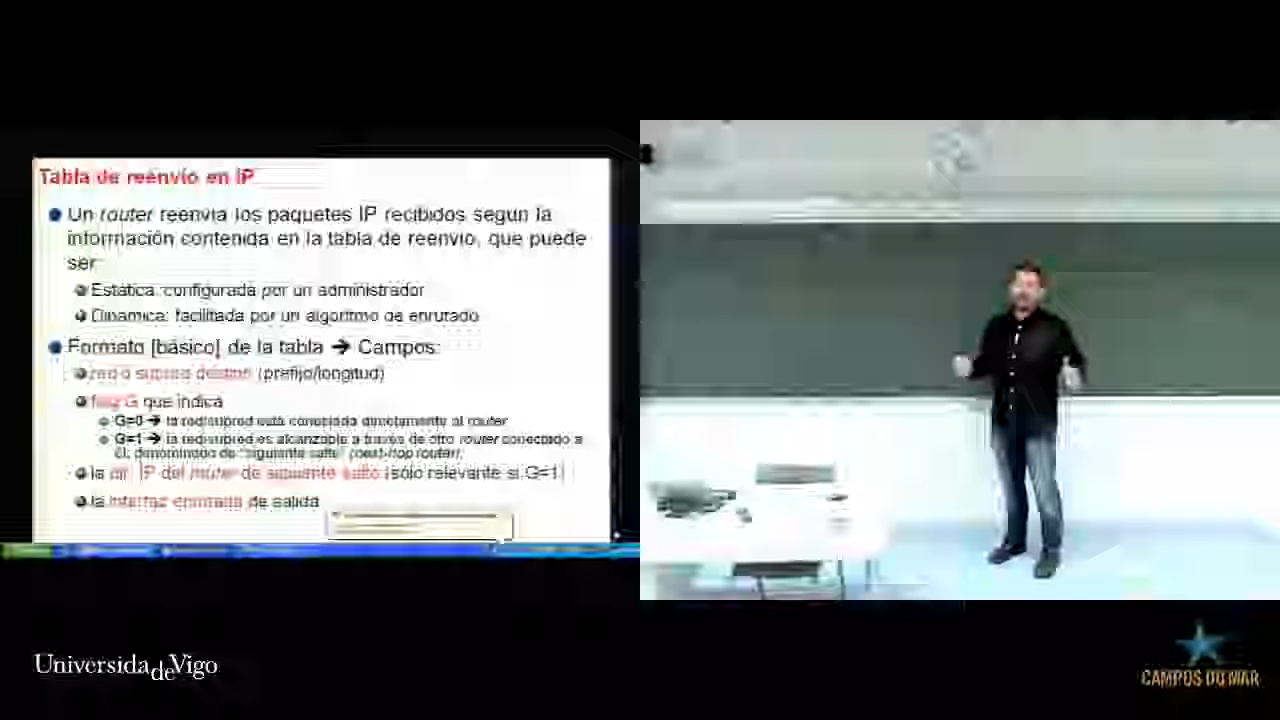 Tabla de reenvío en IP
Un router reenvía los paquetes IP recibidos según la
información contenida en la tabla de reenvío, que puede
ser
Estática: configurada por un administrador
Dinámica: facilitada por un algoritmo de enrutado
Formato [básico] de la tabla → Campos:
red o subred destino (prefijo/longitud)
flag G que indica
G=0 → la red/subred está conectada directamente al router
G=1 → la red/subred es alcanzable a través de otro router conectado a
él, denominado de "siguiente salto" (next-hop router).
la dir. IP del router de siguiente salto (sólo relevante si G=1)
la interfaz enrutada de salida
Universidade Vigo
CAMPOS DO MAR